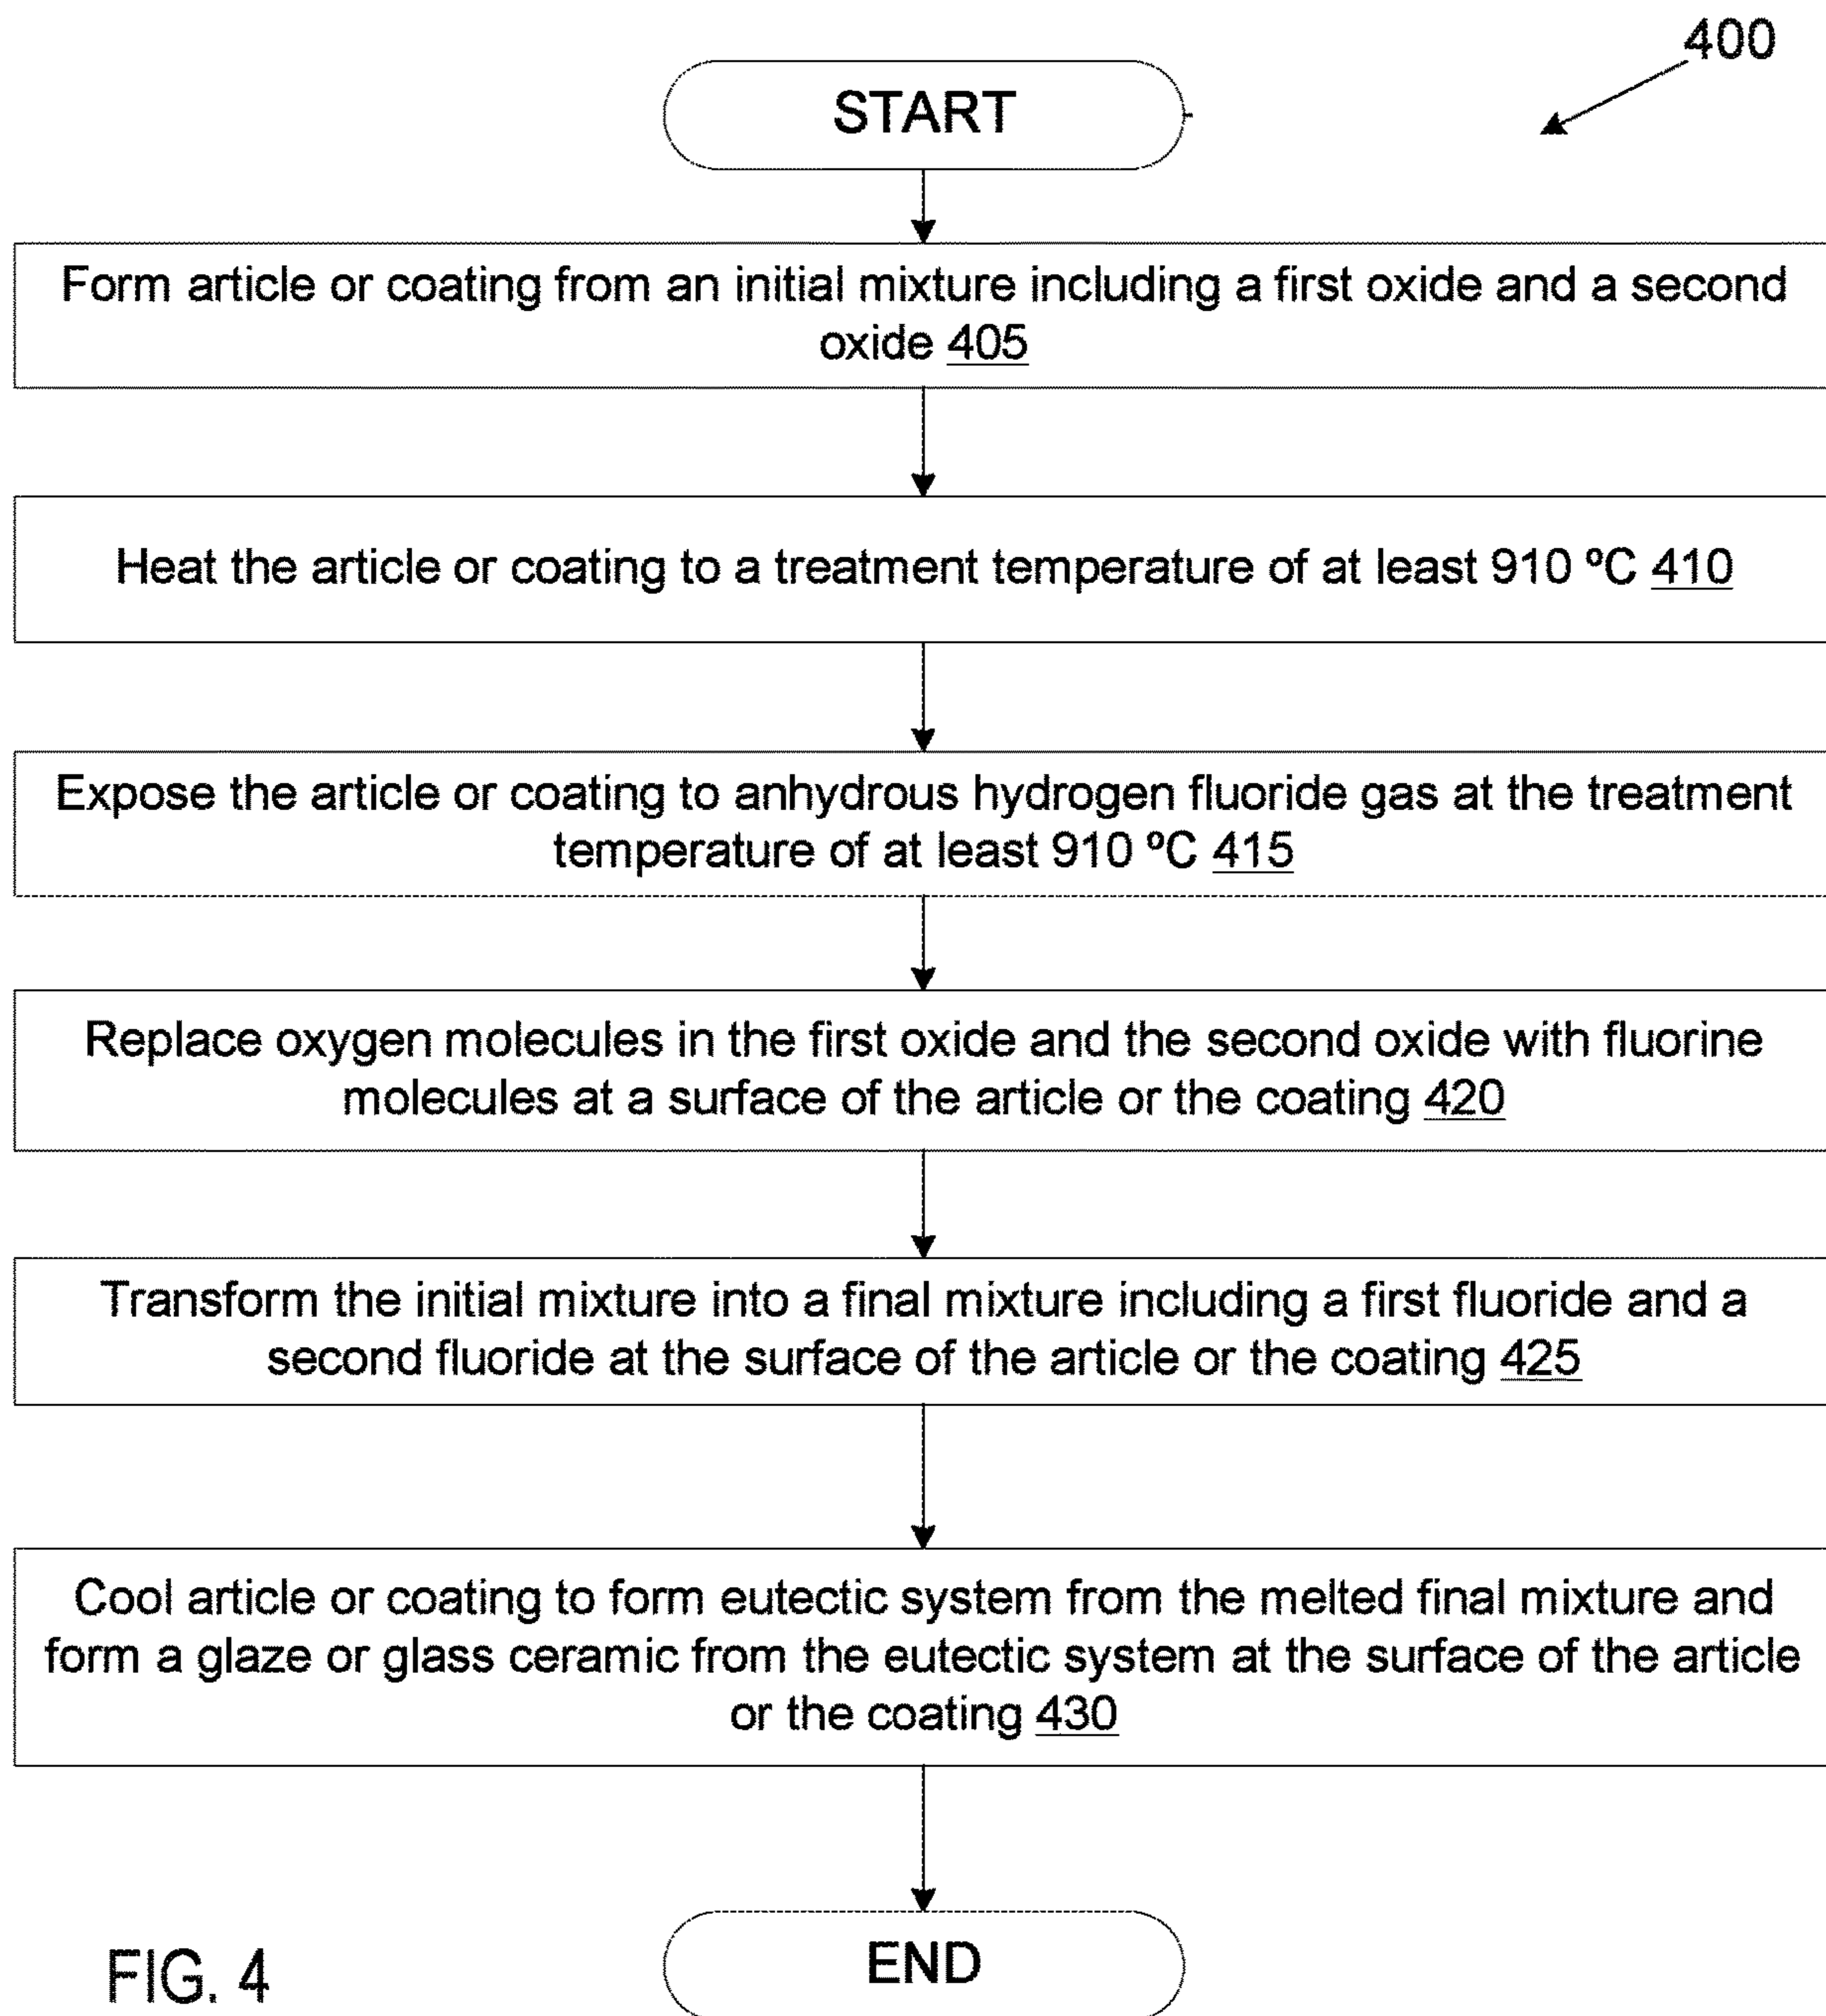 400
START
Form article or coating from an initial mixture including a first oxide and a second
oxide 405
Heat the article or coating to a treatment temperature of at least 910 ºC 410
Expose the article or coating to anhydrous hydrogen fluoride gas at the treatment
temperature of at least 910 ºC 415
Replace oxygen molecules in the first oxide and the second oxide with fluorine
molecules at a surface of the article or the coating 420
Transform the initial mixture into a final mixture including a first fluoride and a
second fluoride at the surface of the article or the coating 425
Cool article or coating to form eutectic system from the melted final mixture and
form a glaze or glass ceramic from the eutectic system at the surface of the article
or the coating 430
END
FIG. 4